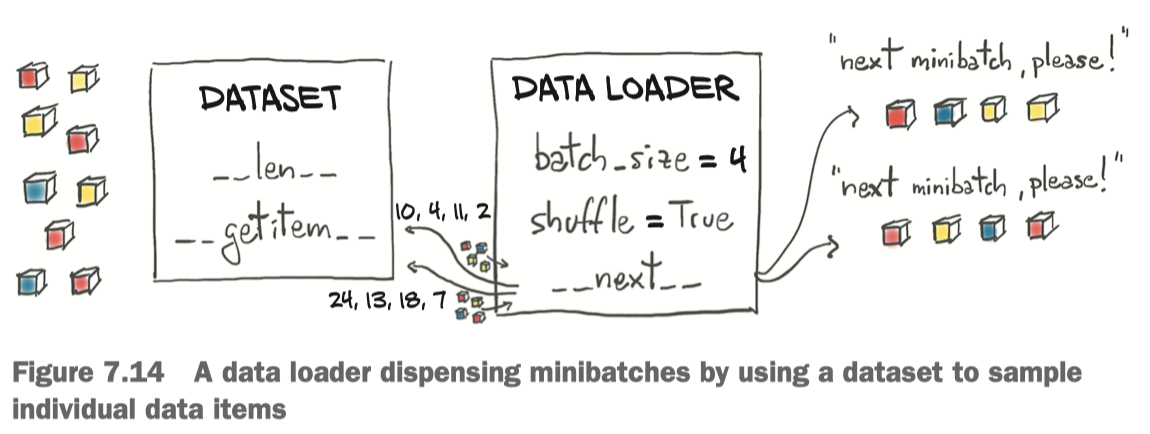 DATASET
__len__
__getitem__
10, 4, 11, 2
24, 13, 18, 7
DATA LOADER
batch_size = 4
shuffle = True
__next__
"next minibatch, please!"
"next minibatch, please!"
Figure 7.14 A data loader dispensing minibatches by using a dataset to sample
individual data items